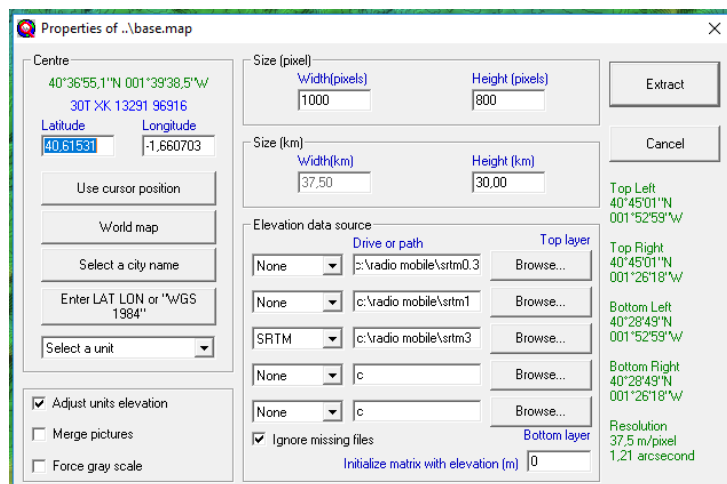 Properties of ..\base.map
Centre
40°36'55,1"N 001°39'38,5"W
30T XK 13291 96916
Latitude Longitude
40,61531 -1,660703
Use cursor position
World map
Select a city name
Enter LAT LON or "WGS
1984"
Select a unit
Adjust units elevation
Merge pictures
Force gray scale
Size (pixel)
Width(pixels) Height (pixels)
1000 800
Size (km)
Width(km) Height (km)
37,50 30,00
Elevation data source
Drive or path Top layer
None c:\radio mobile\srtm0.3 Browse...
None c:\radio mobile\srtm1 Browse...
SRTM c:\radio mobile\srtm3 Browse...
None c Browse...
None c Browse...
Ignore missing files Bottom layer
Initialize matrix with elevation (m) 0
Extract
Cancel
Top Left
40°45'01"N
001°52'59"W
Top Right
40°45'01"N
001°26'18"W
Bottom Left
40°28'49"N
001°52'59"W
Bottom Right
40°28'49"N
001°26'18"W
Resolution
37,5 m/pixel
1,21 arcsecond